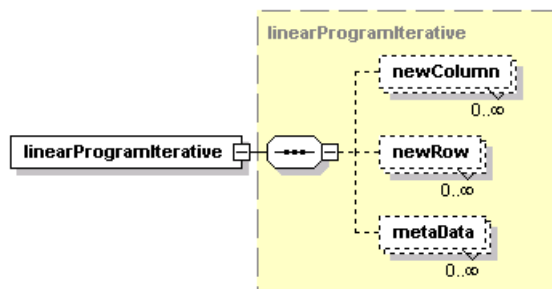 linearProgramIterative
newColumn
0..∞
linearProgramIterative
newRow
0..∞
metaData
0..∞